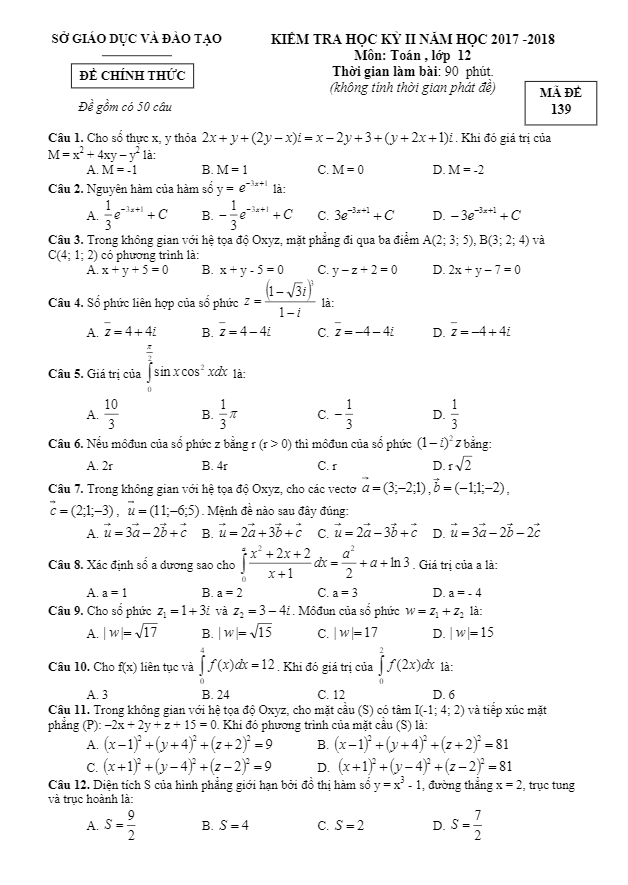 SỞ GIÁO DỤC VÀ ĐÀO TẠO
KIỂM TRA HỌC KỲ II NĂM HỌC 2017 -2018
Môn: Toán , lớp 12
ĐỀ CHÍNH THỨC
Thời gian làm bài: 90 phút.
(không tính thời gian phát đề)
Đề gồm có 50 câu
MÃ ĐỀ
139
Câu 1. Cho số thực x, y thỏa 2x + y + (2y − x)i = x − 2y + 3 + (y + 2x + 1)i. Khi đó giá trị của
M = x² + 4xy – y² là:
A. M = -1 B. M = 1 C. M = 0 D. M = -2
Câu 2. Nguyên hàm của hàm số y = e^{−3x+1} là:
A. \frac{1}{3}e^{−3x+1} + C B. −\frac{1}{3}e^{−3x+1} + C C. 3e^{−3x+1} + C D. −3e^{−3x+1} + C
Câu 3. Trong không gian với hệ tọa độ Oxyz, mặt phẳng đi qua ba điểm A(2; 3; 5), B(3; 2; 4) và
C(4; 1; 2) có phương trình là:
A. x + y + 5 = 0 B. x + y - 5 = 0 C. y – z + 2 = 0 D. 2x + y – 7 = 0
Câu 4. Số phức liên hợp của số phức z = \frac{(1−\sqrt{3}i)^3}{1−i} là:
A. \overline{z} = 4 + 4i B. \overline{z} = 4 − 4i C. \overline{z} = −4 − 4i D. \overline{z} = −4 + 4i
Câu 5. Giá trị của \int_0^{\frac{π}{2}} sin x cos² xdx là:
A. \frac{10}{3} B. \frac{1}{3}π C. −\frac{1}{3} D. \frac{1}{3}
Câu 6. Nếu môđun của số phức z bằng r (r > 0) thì môđun của số phức (1 − i)² z bằng:
A. 2r B. 4r C. r D. r\sqrt{2}
Câu 7. Trong không gian với hệ tọa độ Oxyz, cho các vectơ \vec{a} = (3;−2;1), \vec{b} = (−1;1;−2),
\vec{c} = (2;1;−3), \vec{u} = (11;−6;5). Mệnh đề nào sau đây đúng:
A. \vec{u} = 3\vec{a} − 2\vec{b} + \vec{c} B. \vec{u} = 2\vec{a} + 3\vec{b} + \vec{c} C. \vec{u} = 2\vec{a} − 3\vec{b} + \vec{c} D. \vec{u} = 3\vec{a} − 2\vec{b} − 2\vec{c}
Câu 8. Xác định số a dương sao cho \int_0^a \frac{x² + 2x + 2}{x + 1} dx = \frac{a²}{2} + a + ln 3. Giá trị của a là:
A. a = 1 B. a = 2 C. a = 3 D. a = - 4
Câu 9. Cho số phức z₁ = 1 + 3i và z₂ = 3 − 4i. Môđun của số phức w = z₁ + z₂ là:
A. |w| = \sqrt{17} B. |w| = \sqrt{15} C. |w| = 17 D. |w| = 15
Câu 10. Cho f(x) liên tục và \int_0^4 f(x)dx = 12. Khi đó giá trị của \int_0^2 f(2x)dx là:
A. 3 B. 24 C. 12 D. 6
Câu 11. Trong không gian với hệ tọa độ Oxyz, cho mặt cầu (S) có tâm I(-1; 4; 2) và tiếp xúc mặt
phẳng (P): –2x + 2y + z + 15 = 0. Khi đó phương trình của mặt cầu (S) là:
A. (x−1)² + (y+4)² + (z+2)² = 9 B. (x−1)² + (y+4)² + (z+2)² = 81
C. (x+1)² + (y−4)² + (z−2)² = 9 D. (x+1)² + (y−4)² + (z−2)² = 81
Câu 12. Diện tích S của hình phẳng giới hạn bởi đồ thị hàm số y = x³ - 1, đường thẳng x = 2, trục tung
và trục hoành là:
A. S = \frac{9}{2} B. S = 4 C. S = 2 D. S = \frac{7}{2}